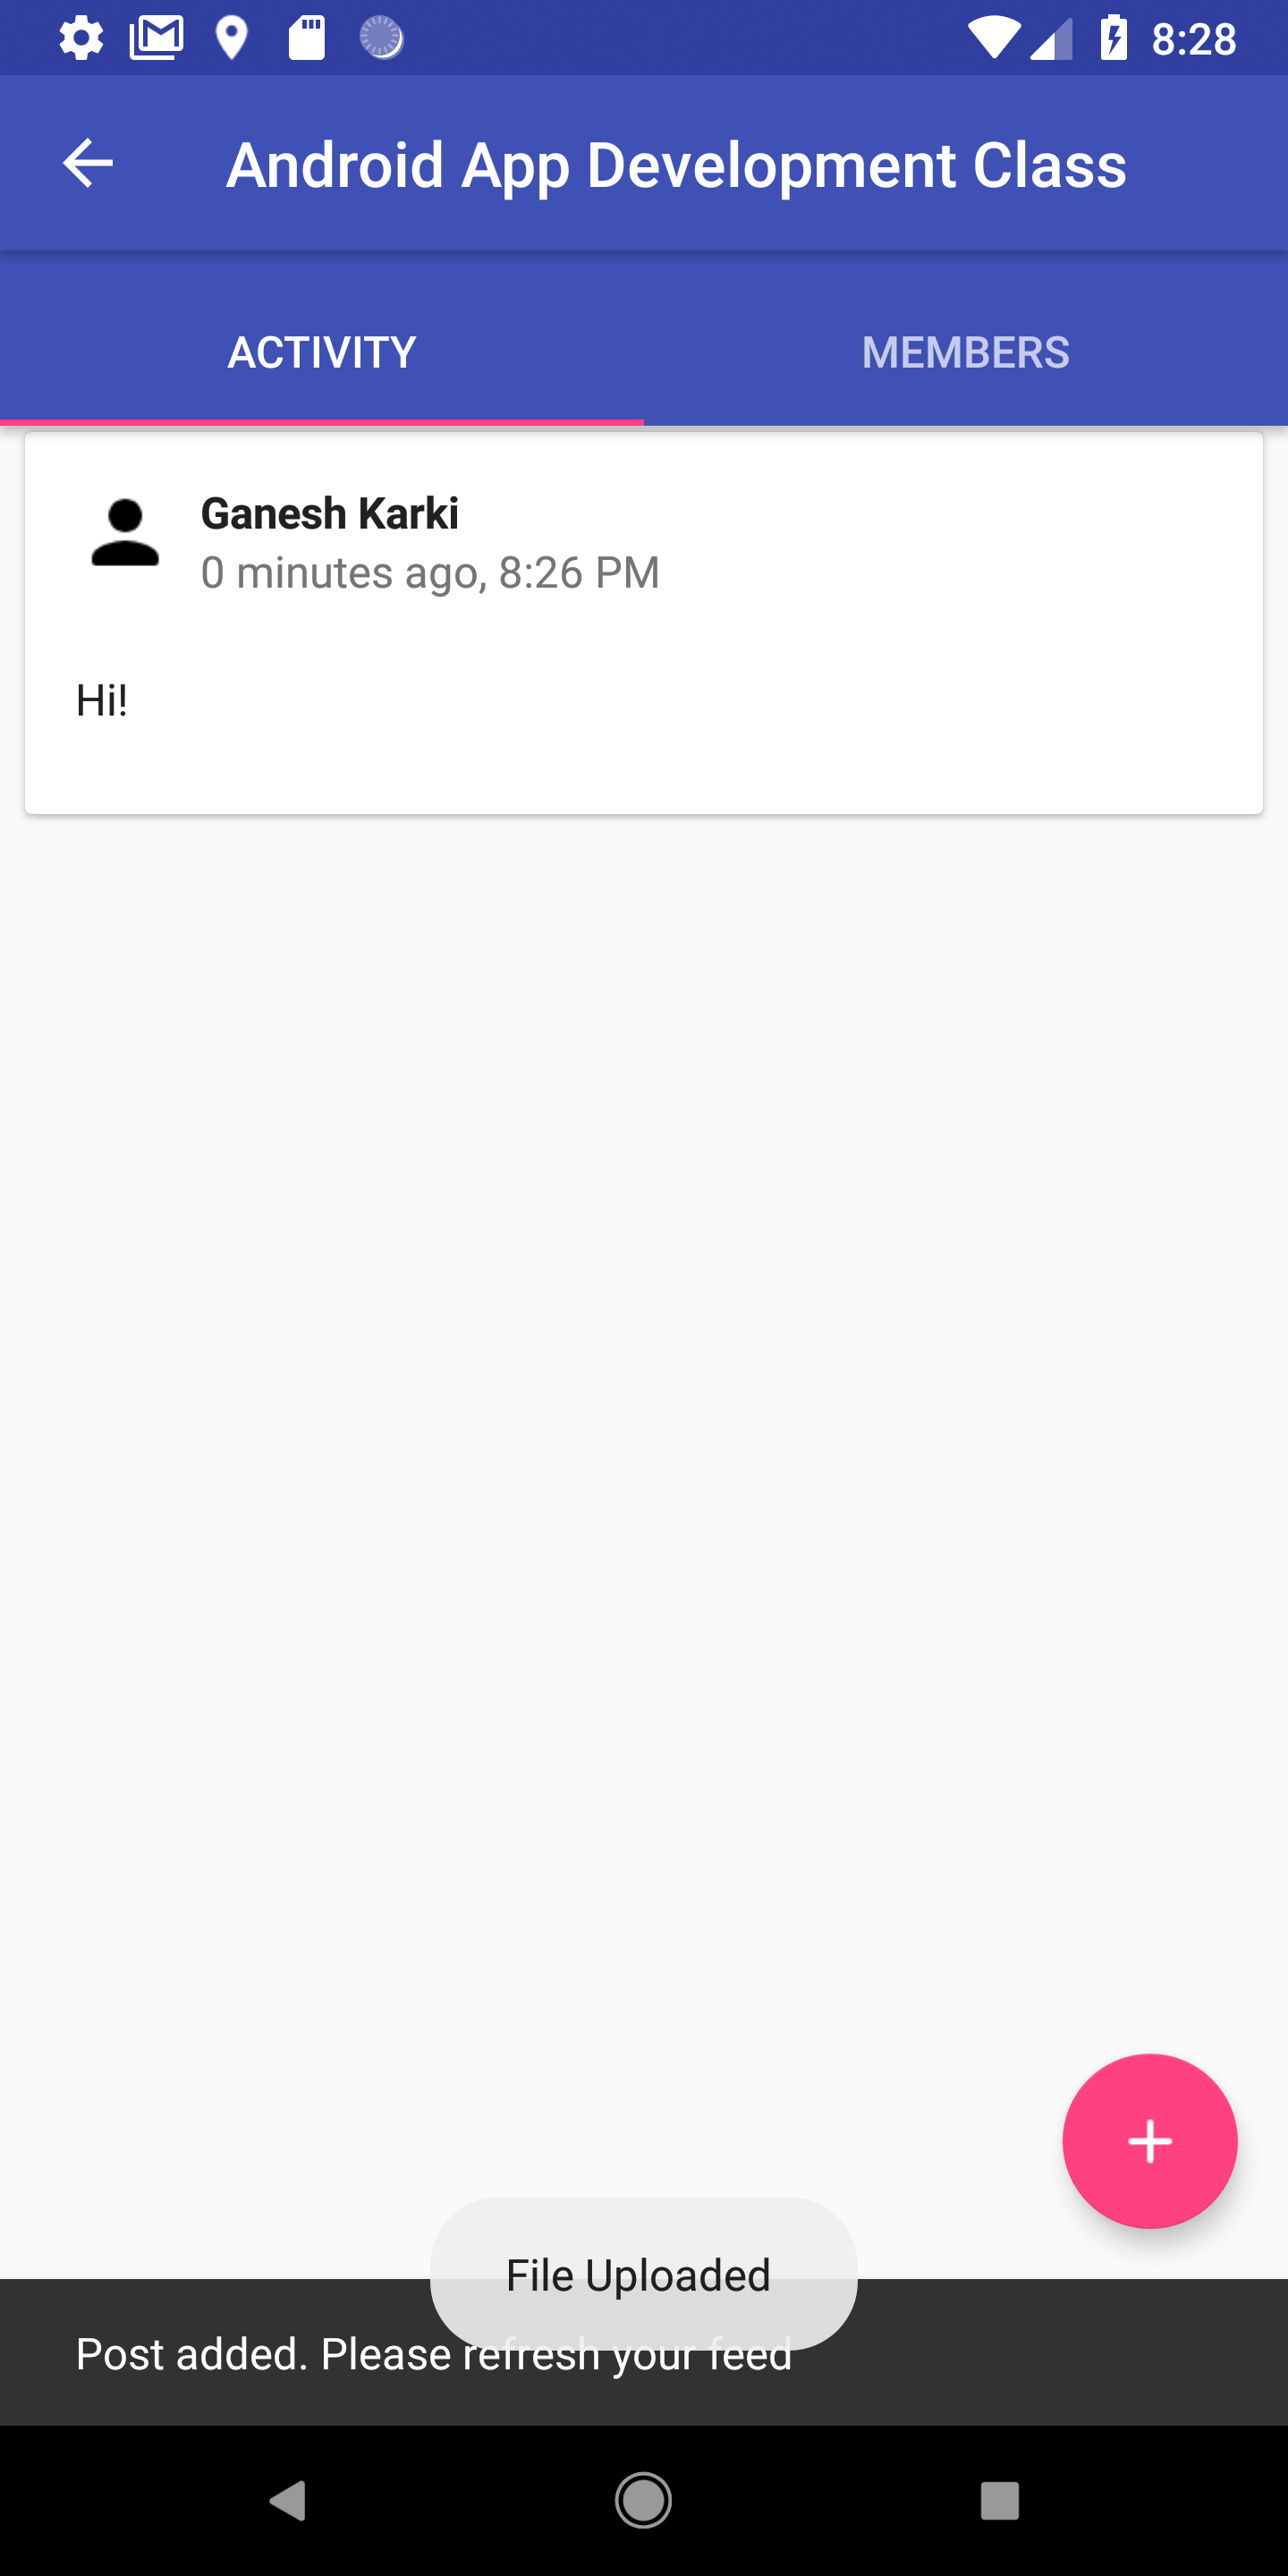 8:28
Android App Development Class
ACTIVITY
MEMBERS
Ganesh Karki
0 minutes ago, 8:26 PM
Hi!
File Uploaded
Post added. Please refresh your feed